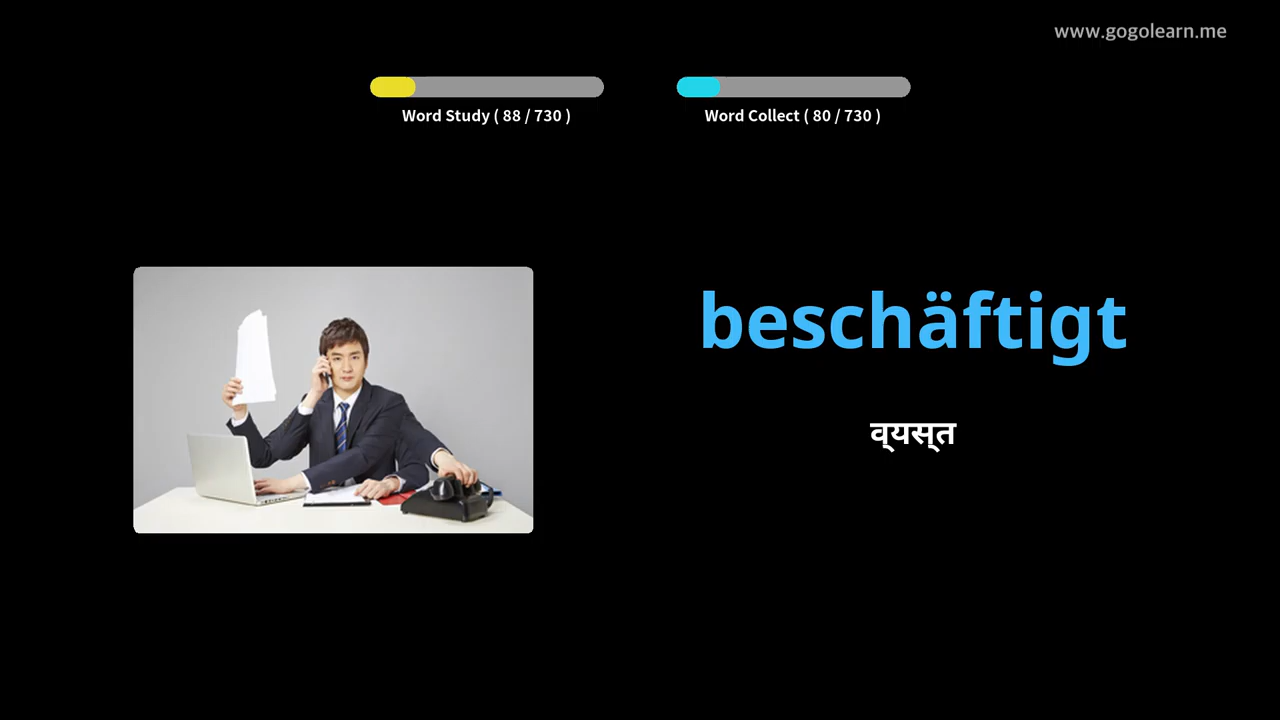 www.gogolearn.me
Word Study ( 88 / 730 )
Word Collect ( 80 / 730 )
beschäftigt
व्यस्त